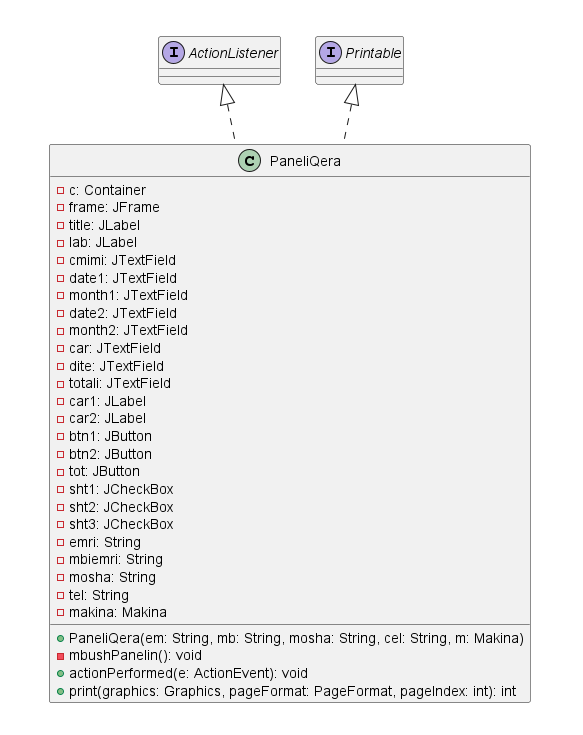 I ActionListener
I Printable
C PaneliQera
c: Container
frame: JFrame
title: JLabel
lab: JLabel
cmimi: JTextField
date1: JTextField
month1: JTextField
date2: JTextField
month2: JTextField
car: JTextField
dite: JTextField
totali: JTextField
car1: JLabel
car2: JLabel
btn1: JButton
btn2: JButton
tot: JButton
sht1: JCheckBox
sht2: JCheckBox
sht3: JCheckBox
emri: String
mbiemri: String
mosha: String
tel: String
makina: Makina
PaneliQera(em: String, mb: String, mosha: String, cel: String, m: Makina)
mbushPanelin(): void
actionPerformed(e: ActionEvent): void
print(graphics: Graphics, pageFormat: PageFormat, pageIndex: int): int